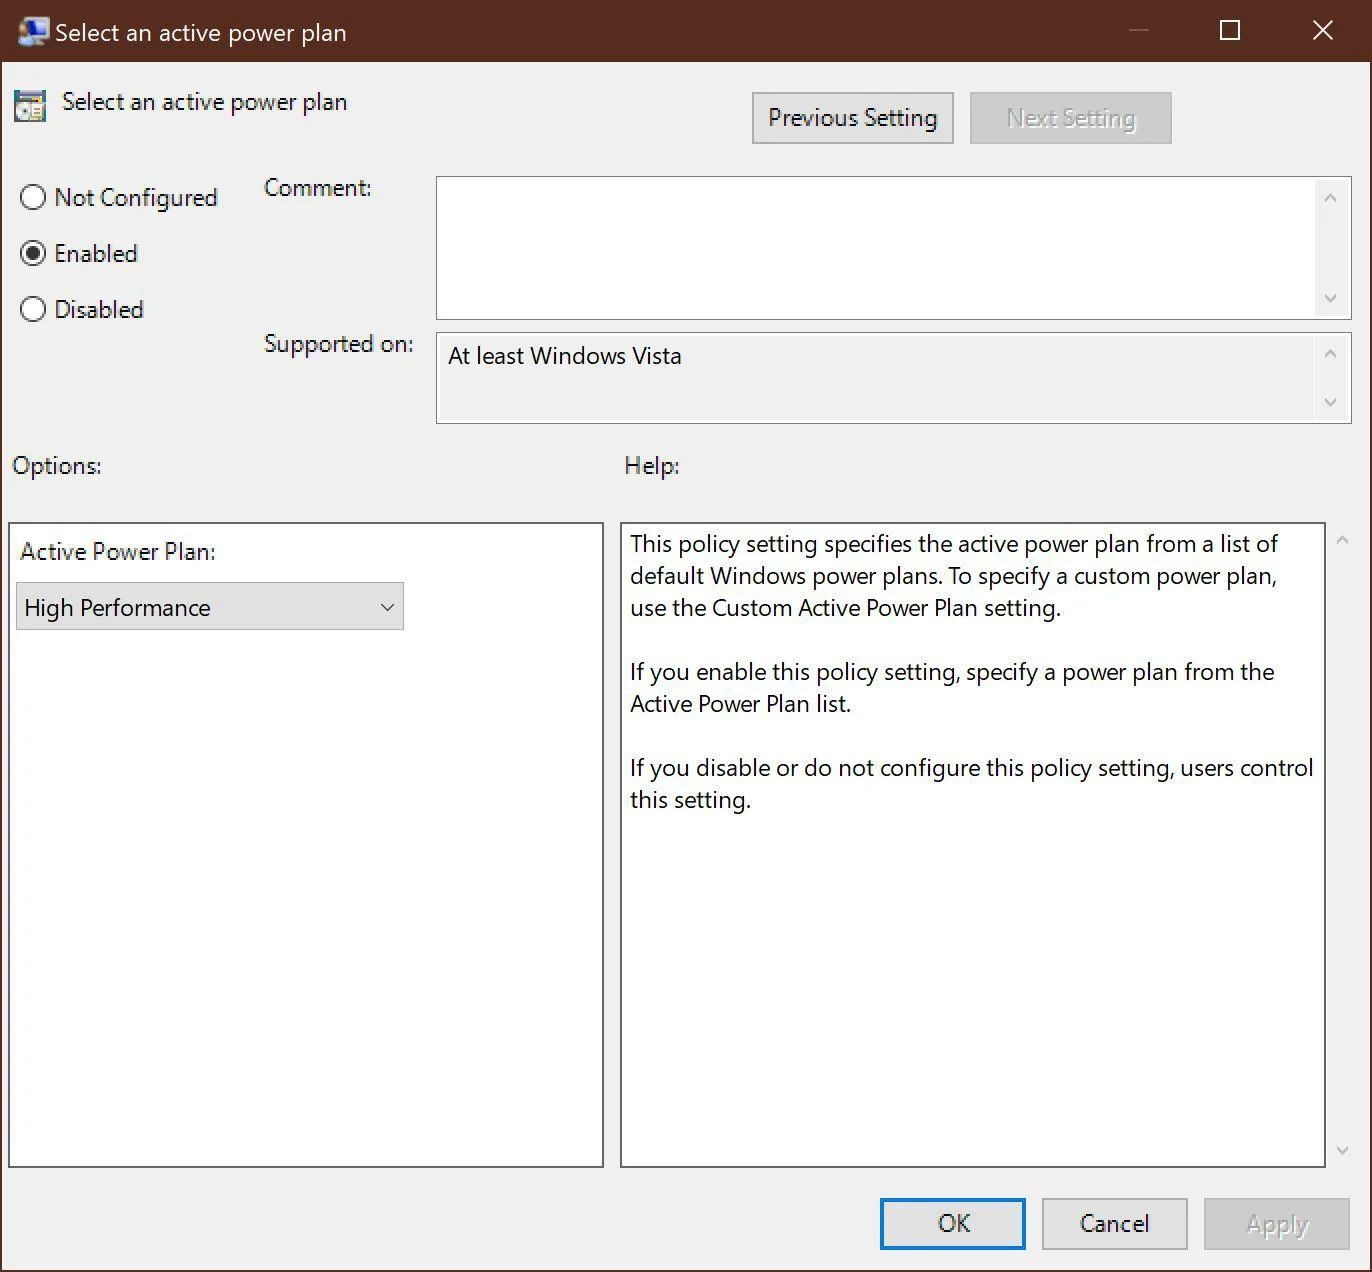 Select an active power plan
Select an active power plan
Previous Setting
Next Setting
Not Configured
Comment:
Enabled
Disabled
Supported on:
At least Windows Vista
Options:
Help:
Active Power Plan:
High Performance
This policy setting specifies the active power plan from a list of
default Windows power plans. To specify a custom power plan,
use the Custom Active Power Plan setting.
If you enable this policy setting, specify a power plan from the
Active Power Plan list.
If you disable or do not configure this policy setting, users control
this setting.
OK
Cancel
Apply